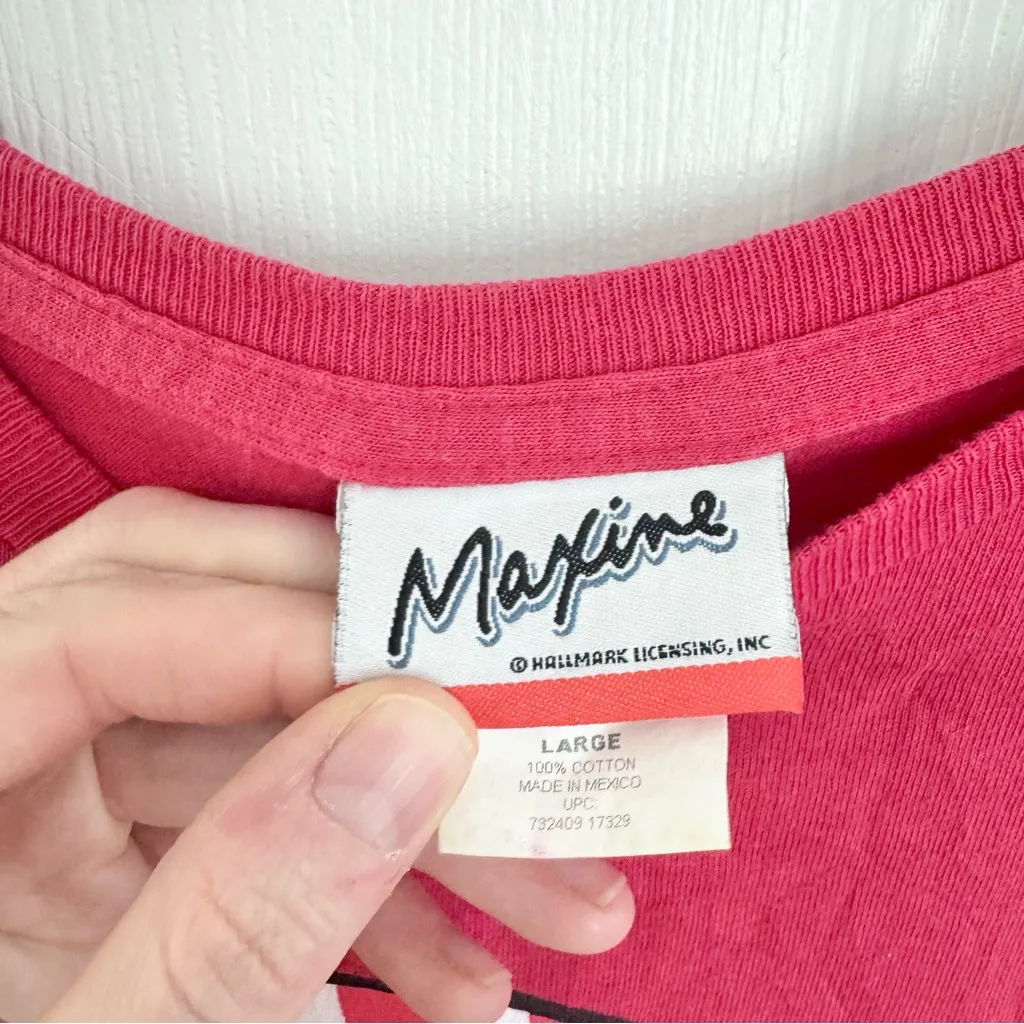 Maxine
© HALLMARK LICENSING, INC
LARGE
100% COTTON
MADE IN MEXICO
UPC:
732409 17329